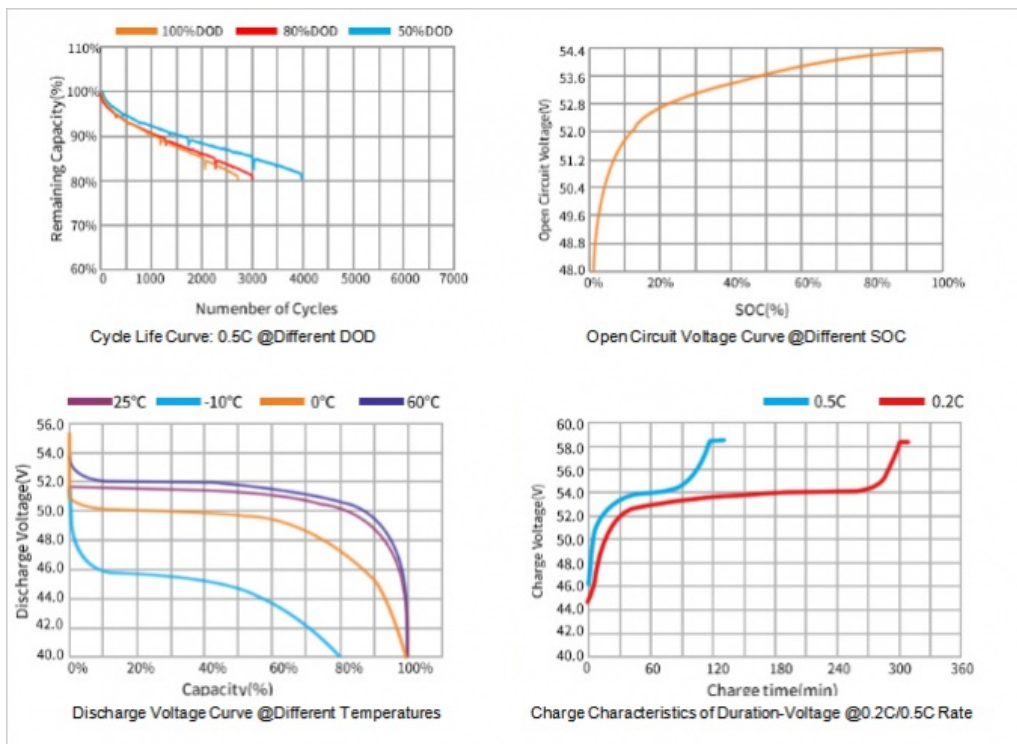 100%DOD 80%DOD 50%DOD
110%
100%
90%
80%
70%
60%
Remaining Capacity(%)
0 1000 2000 3000 4000 5000 6000 7000
Numenber of Cycles
Cycle Life Curve: 0.5C @Different DOD
54.4
53.6
52.8
52.0
51.2
50.4
49.6
48.8
48.0
Open Circuit Voltage(V)
0% 20% 40% 60% 80% 100%
SOC(%)
Open Circuit Voltage Curve @Different SOC
25°C -10°C 0°C 60°C
56.0
54.0
52.0
50.0
48.0
46.0
44.0
42.0
40.0
Discharge Voltage(V)
0% 20% 40% 60% 80% 100%
Capacity(%)
Discharge Voltage Curve @Different Temperatures
0.5C 0.2C
60.0
58.0
56.0
54.0
52.0
50.0
48.0
46.0
44.0
42.0
40.0
Charge Voltage(V)
0 60 120 180 240 300 360
Charge time(min)
Charge Characteristics of Duration-Voltage @0.2C/0.5C Rate